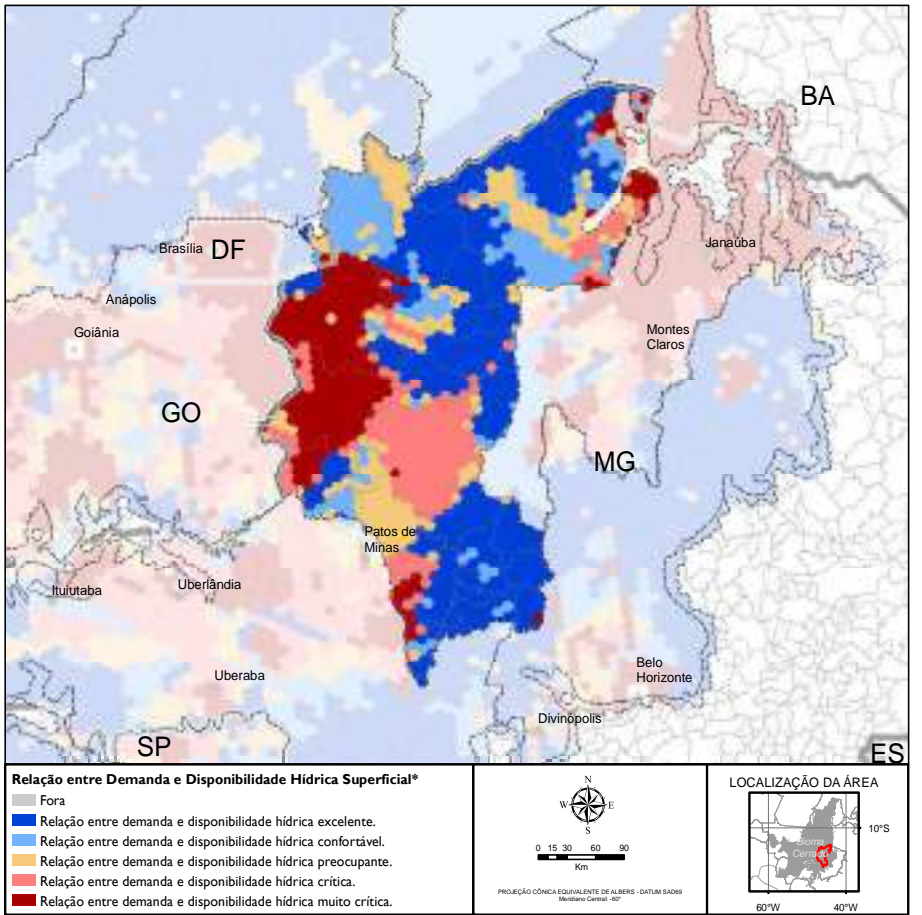 BA
Brasília
DF
Janaúba
Anápolis
Goiânia
Montes
Claros
GO
MG
Patos de
Minas
Ituiutaba
Uberlândia
Uberaba
Belo
Horizonte
Divinópolis
SP
ES
Relação entre Demanda e Disponibilidade Hídrica Superficial*
Fora
Relação entre demanda e disponibilidade hídrica excelente.
Relação entre demanda e disponibilidade hídrica confortável.
Relação entre demanda e disponibilidade hídrica preocupante.
Relação entre demanda e disponibilidade hídrica crítica.
Relação entre demanda e disponibilidade hídrica muito crítica.
N
W E
S
0 15 30 60 90
Km
PROJEÇÃO CÔNICA EQUIVALENTE DE ALBERS - DATUM SAD69
Meridiano Central: -60°
LOCALIZAÇÃO DA ÁREA
Bioma
Cerrado
10°S
60°W 40°W